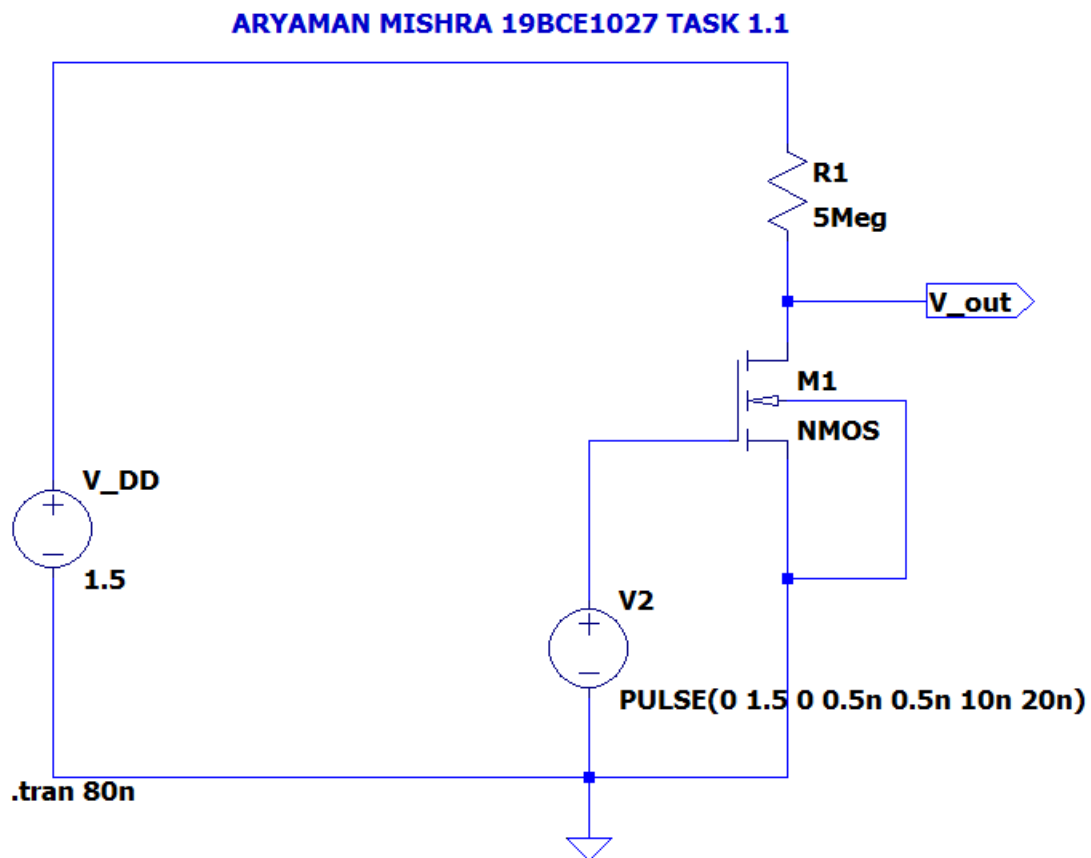 ARYAMAN MISHRA 19BCE1027 TASK 1.1
R1
5Meg
V_out
M1
NMOS
V_DD
1.5
V2
PULSE(0 1.5 0 0.5n 0.5n 10n 20n)
.tran 80n